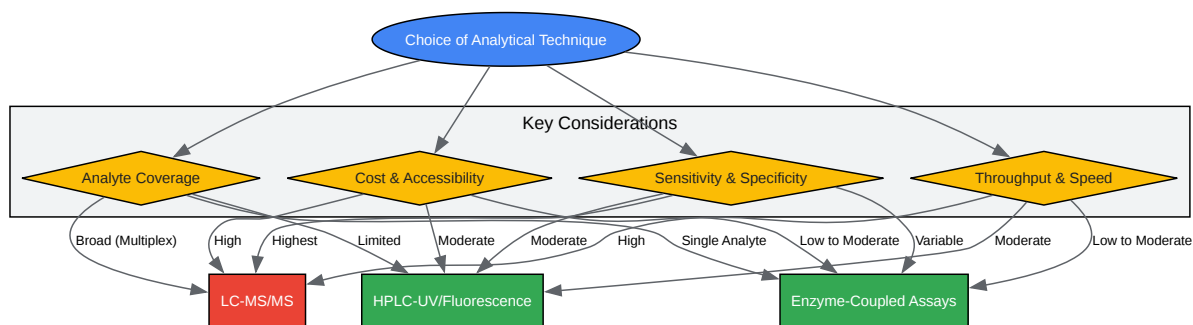 Choice of Analytical Technique
Key Considerations
Analyte Coverage
Cost & Accessibility
Sensitivity & Specificity
Throughput & Speed
Broad (Multiplex)
High
Highest
Limited
Moderate
Moderate
High
Single Analyte
Low to Moderate
Variable
Moderate
Low to Moderate
LC-MS/MS
HPLC-UV/Fluorescence
Enzyme-Coupled Assays